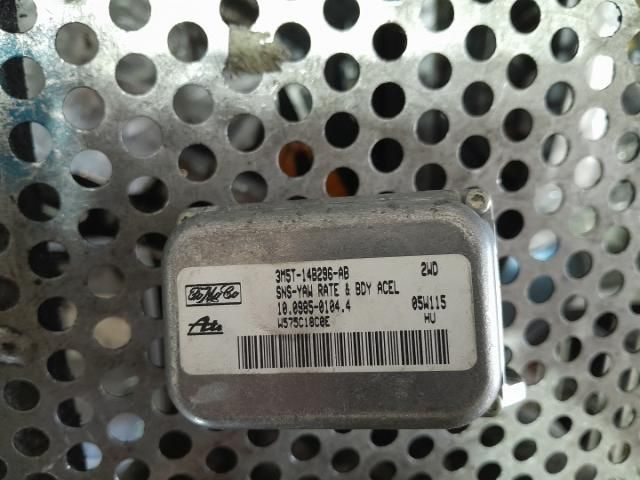 3M5T-14B296-AB 2WD
FoMoCo SNS-YAW RATE & BDY ACEL
10.0985-0104.4 05W115
Ate W575C18C0E HU